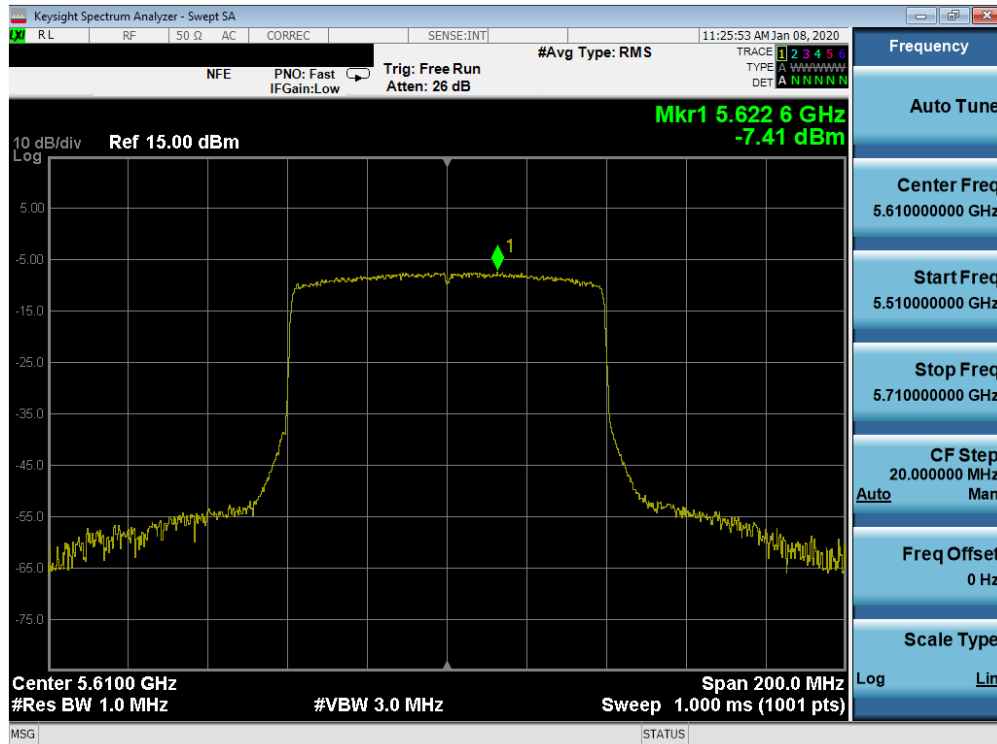 Keysight Spectrum Analyzer - Swept SA
LXI RL RF 50 Ω AC CORREC SENSE:INT 11:25:53 AM Jan 08, 2020
#Avg Type: RMS
TRACE 1 2 3 4 5 6
TYPE A WWWWW
DET A N N N N N
NFE PNO: Fast Trig: Free Run
IFGain:Low Atten: 26 dB
Mkr1 5.622 6 GHz
-7.41 dBm
10 dB/div Ref 15.00 dBm
Log
1
5.00
-5.00
-15.0
-25.0
-35.0
-45.0
-55.0
-65.0
-75.0
Center 5.6100 GHz Span 200.0 MHz
#Res BW 1.0 MHz #VBW 3.0 MHz Sweep 1.000 ms (1001 pts)
MSG STATUS
Frequency
Auto Tune
Center Freq
5.610000000 GHz
Start Freq
5.510000000 GHz
Stop Freq
5.710000000 GHz
CF Step
20.000000 MHz
Auto Man
Freq Offset
0 Hz
Scale Type
Log Lin